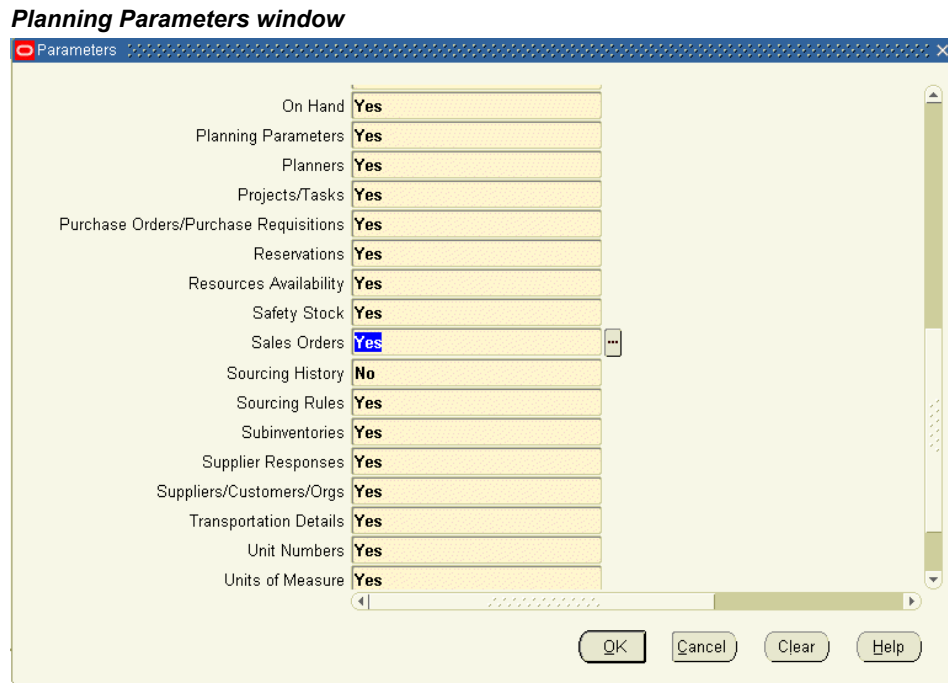 Planning Parameters window
Parameters
On Hand Yes
Planning Parameters Yes
Planners Yes
Projects/Tasks Yes
Purchase Orders/Purchase Requisitions Yes
Reservations Yes
Resources Availability Yes
Safety Stock Yes
Sales Orders Yes ...
Sourcing History No
Sourcing Rules Yes
Subinventories Yes
Supplier Responses Yes
Suppliers/Customers/Orgs Yes
Transportation Details Yes
Unit Numbers Yes
Units of Measure Yes
OK Cancel Clear Help